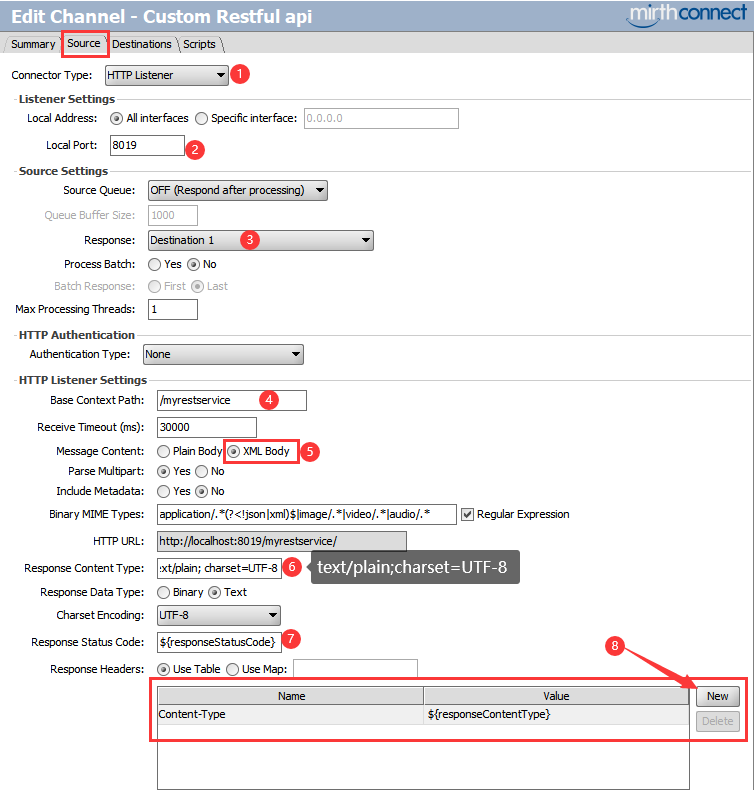 Edit Channel - Custom Restful api
mirthconnect
Summary Source Destinations Scripts
Connector Type: HTTP Listener 1
Listener Settings
Local Address: All interfaces Specific interface: 0.0.0.0
Local Port: 8019 2
Source Settings
Source Queue: OFF (Respond after processing)
Queue Buffer Size: 1000
Response: Destination 1 3
Process Batch: Yes No
Batch Response: First Last
Max Processing Threads: 1
HTTP Authentication
Authentication Type: None
HTTP Listener Settings
Base Context Path: /myrestservice 4
Receive Timeout (ms): 30000
Message Content: Plain Body XML Body 5
Parse Multipart: Yes No
Include Metadata: Yes No
Binary MIME Types: application/.*(?<!json|xml)$|image/.*|video/.*|audio/.* Regular Expression
HTTP URL: http://localhost:8019/myrestservice/
Response Content Type: :xt/plain; charset=UTF-8 6 text/plain;charset=UTF-8
Response Data Type: Binary Text
Charset Encoding: UTF-8
Response Status Code: ${responseStatusCode} 7
8
Response Headers: Use Table Use Map:
Name Value New
Content-Type ${responseContentType} Delete